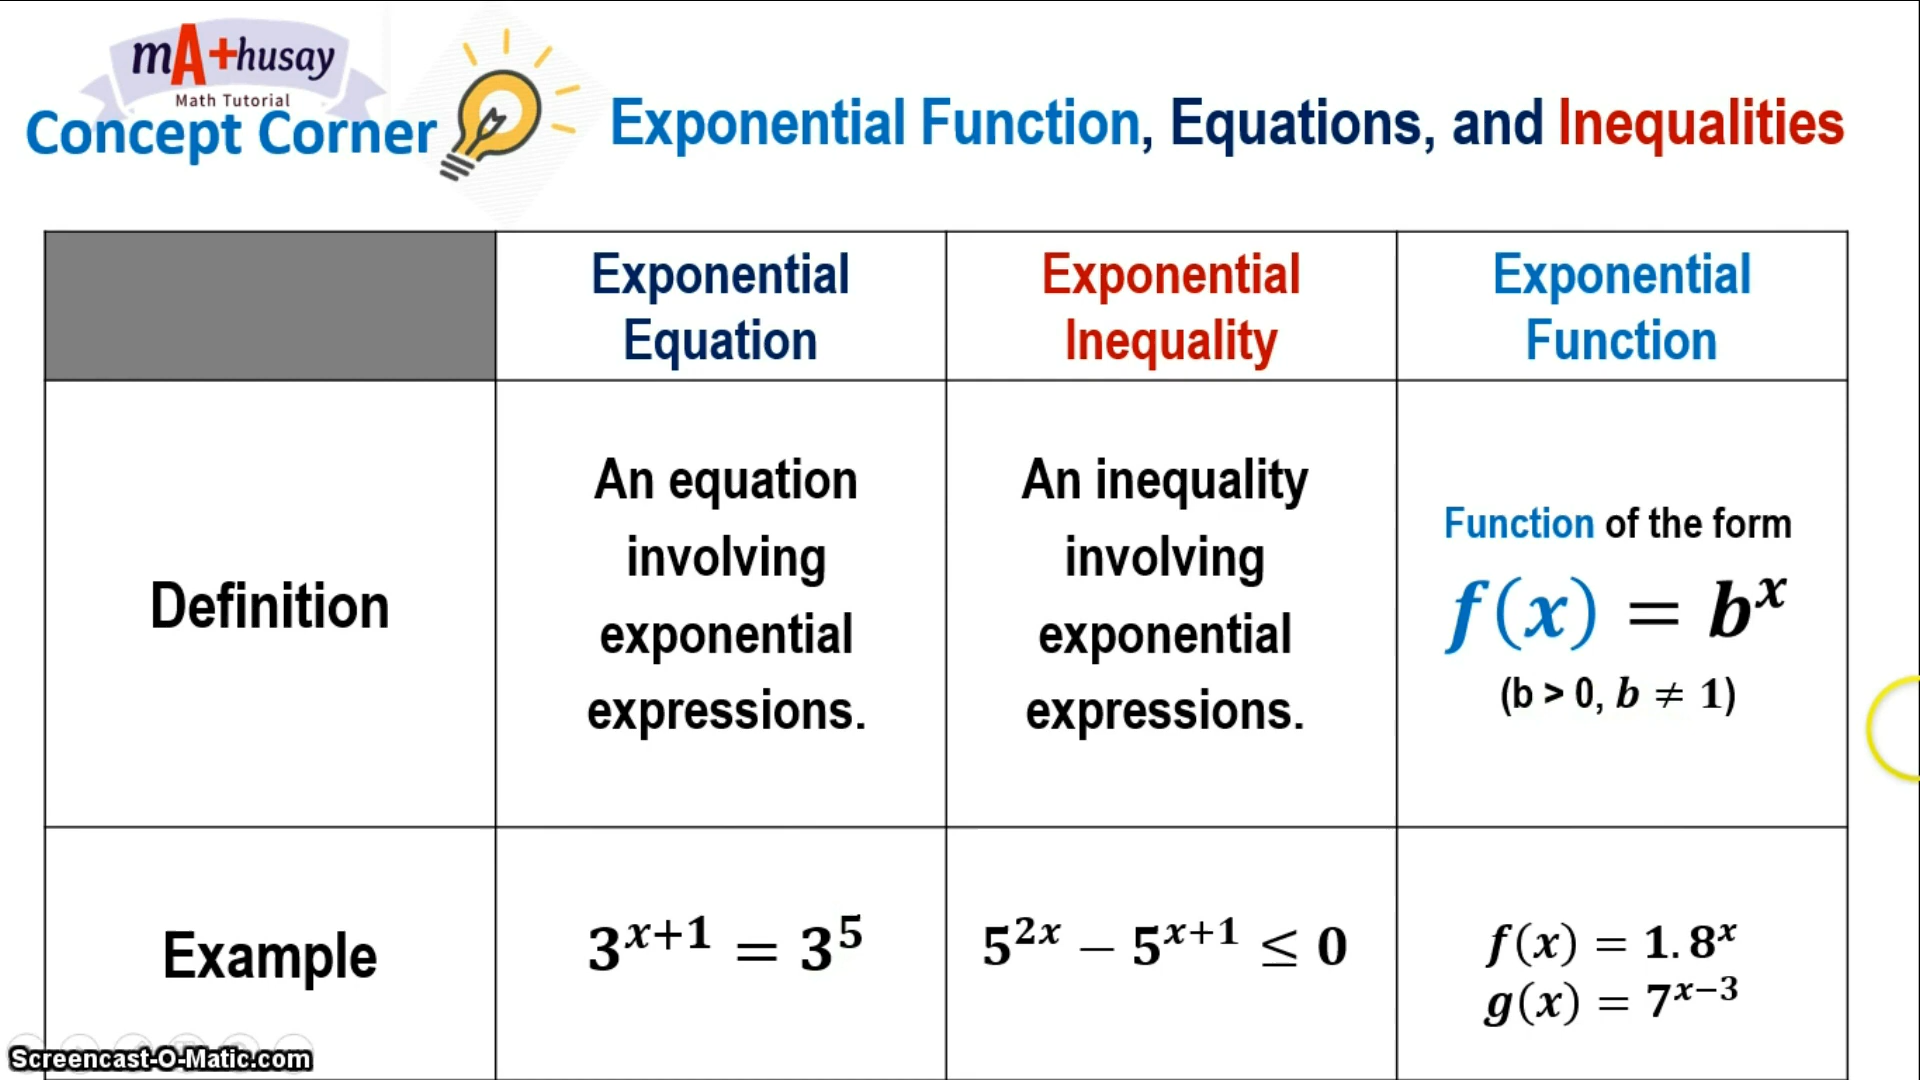 mA+husay
Math Tutorial
Concept Corner
Exponential Function, Equations, and Inequalities
Exponential
Equation
Exponential
Inequality
Exponential
Function
Definition
An equation
involving
exponential
expressions.
An inequality
involving
exponential
expressions.
Function of the form
f(x) = b^x
(b > 0, b ≠ 1)
Example
3^{x+1} = 3^5
5^{2x} − 5^{x+1} ≤ 0
f(x) = 1.8^x
g(x) = 7^{x−3}
Screencast-O-Matic.com